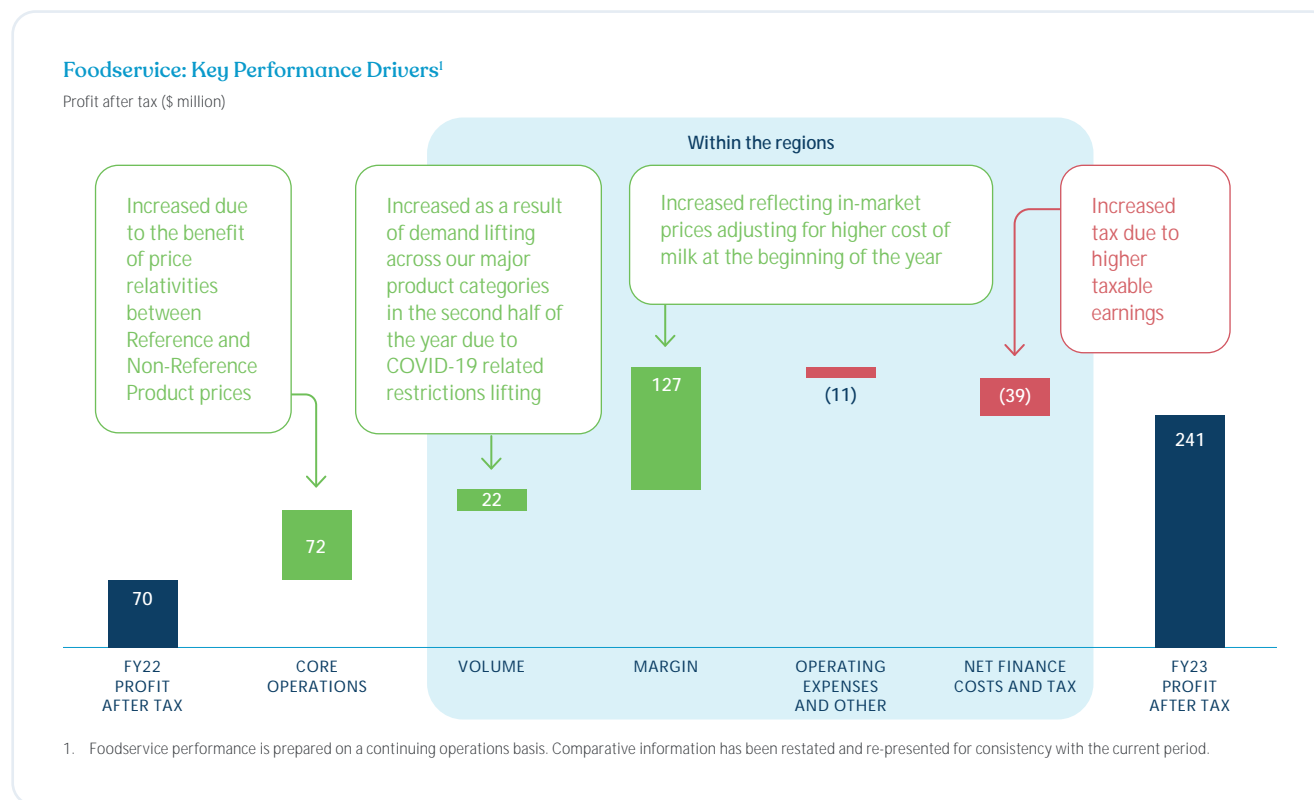 Foodservice: Key Performance Drivers¹
Profit after tax ($ million)
Within the regions
Increased due
to the benefit
of price
relativities
between
Reference and
Non-Reference
Product prices
Increased as a result
of demand lifting
across our major
product categories
in the second half of
the year due to
COVID-19 related
restrictions lifting
Increased reflecting in-market
prices adjusting for higher cost of
milk at the beginning of the year
Increased
tax due to
higher
taxable
earnings
70
72
22
127
(11)
(39)
241
FY22
PROFIT
AFTER TAX
CORE
OPERATIONS
VOLUME
MARGIN
OPERATING
EXPENSES
AND OTHER
NET FINANCE
COSTS AND TAX
FY23
PROFIT
AFTER TAX
1. Foodservice performance is prepared on a continuing operations basis. Comparative information has been restated and re-presented for consistency with the current period.